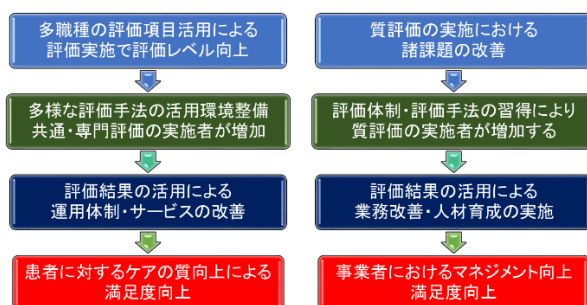 多職種の評価項目活用による
評価実施で評価レベル向上
多様な評価手法の活用環境整備
共通・専門評価の実施者が増加
評価結果の活用による
運用体制・サービスの改善
患者に対するケアの質向上による
満足度向上
質評価の実施における
諸課題の改善
評価体制・評価手法の習得により
質評価の実施者が増加する
評価結果の活用による
業務改善・人材育成の実施
事業者におけるマネジメント向上
満足度向上